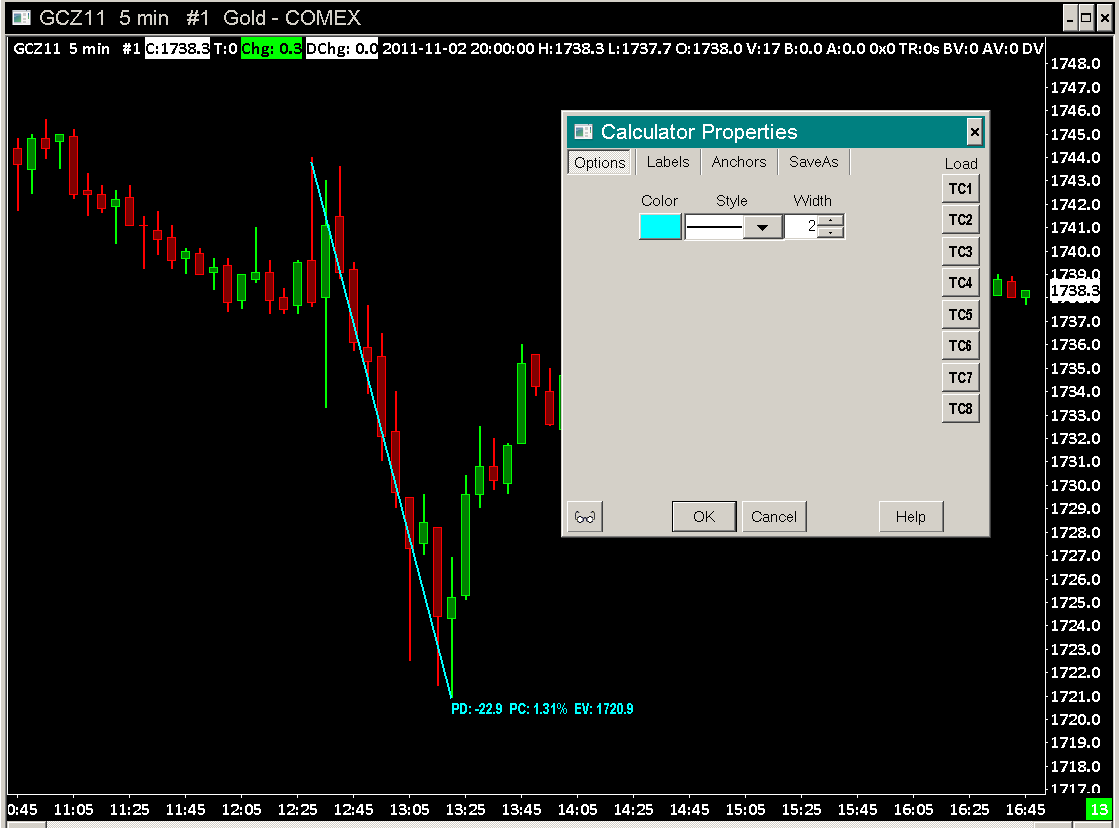 GCZ11 5 min #1 Gold - COMEX
GCZ11 5 min #1 C:1738.3 T:0 Chg: 0.3 DChg: 0.0 2011-11-02 20:00:00 H:1738.3 L:1737.7 O:1738.0 V:17 B:0.0 A:0.0 0x0 TR:0s BV:0 AV:0 DV
1748.0
1747.0
1746.0
1745.0
1744.0
1743.0
1742.0
1741.0
1740.0
1739.0
1738.3
1737.0
1736.0
1735.0
1734.0
1733.0
1732.0
1731.0
1730.0
1729.0
1728.0
1727.0
1726.0
1725.0
1724.0
1723.0
1722.0
1721.0
1720.0
1719.0
1718.0
1717.0
Calculator Properties
Options Labels Anchors SaveAs Load
Color Style Width
2
TC1
TC2
TC3
TC4
TC5
TC6
TC7
TC8
OK Cancel Help
PD: -22.9 PC: 1.31% EV: 1720.9
0:45 11:05 11:25 11:45 12:05 12:25 12:45 13:05 13:25 13:45 14:05 14:25 14:45 15:05 15:25 15:45 16:05 16:25 16:45 13